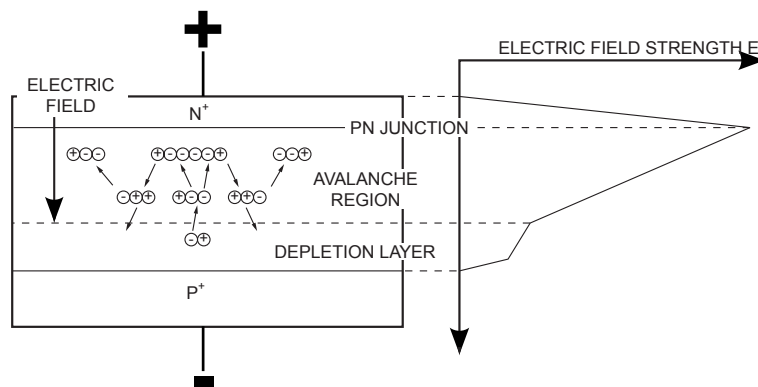 ELECTRIC FIELD STRENGTH E
ELECTRIC
FIELD
N+
PN JUNCTION
+--
+----+
--+
AVALANCHE
REGION
-++
+--
++-
-+
DEPLETION LAYER
P+